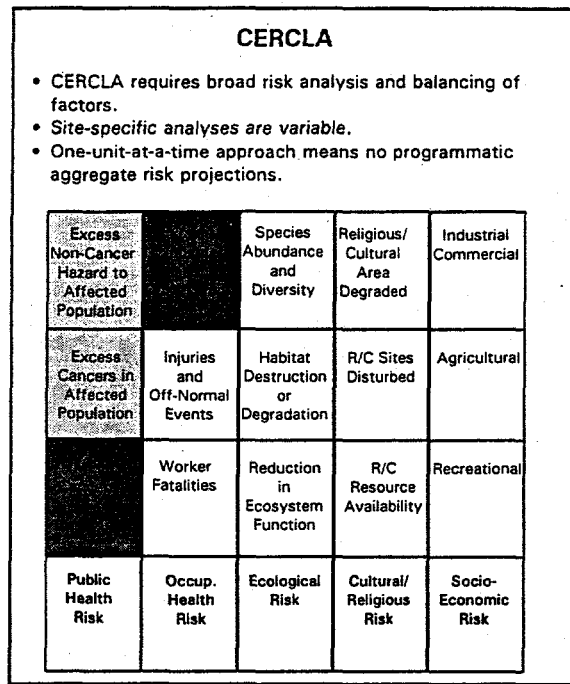 CERCLA
• CERCLA requires broad risk analysis and balancing of
factors.
• Site-specific analyses are variable.
• One-unit-at-a-time approach means no programmatic
aggregate risk projections.
Excess
Non-Cancer
Hazard to
Affected
Population
Species
Abundance
and
Diversity
Religious/
Cultural
Area
Degraded
Industrial
Commercial
Excess
Cancers in
Affected
Population
Injuries
and
Off-Normal
Events
Habitat
Destruction
or
Degradation
R/C Sites
Disturbed
Agricultural
Worker
Fatalities
Reduction
in
Ecosystem
Function
R/C
Resource
Availability
Recreational
Public
Health
Risk
Occup.
Health
Risk
Ecological
Risk
Cultural/
Religious
Risk
Socio-
Economic
Risk